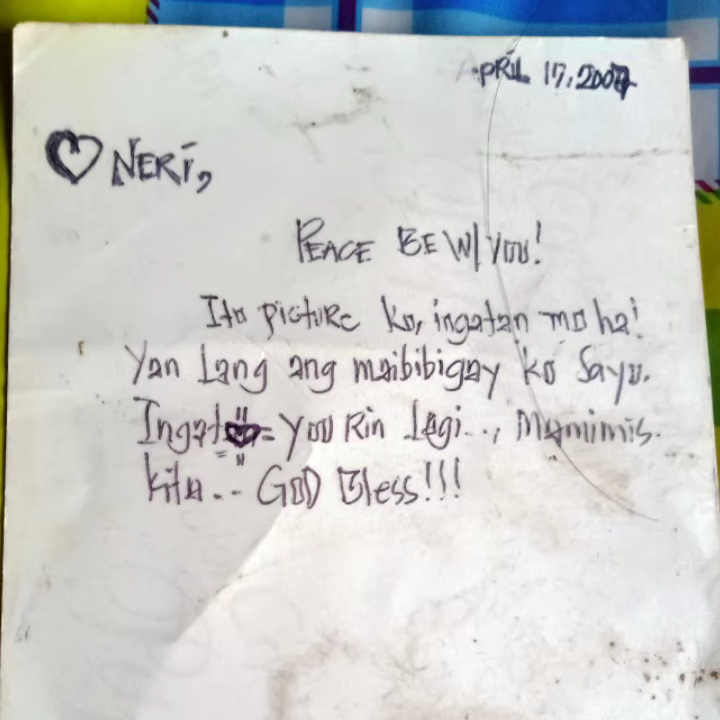 APRIL 17, 2007
♡ NERI,
PEACE BE W/ YOU!
Ito picture ko, ingatan mo ha!
Yan Lang ang maibibigay ko Sayo.
Ingat ♡ = YOU Rin Lagi..., Mamimis
kita... GOD Bless!!!